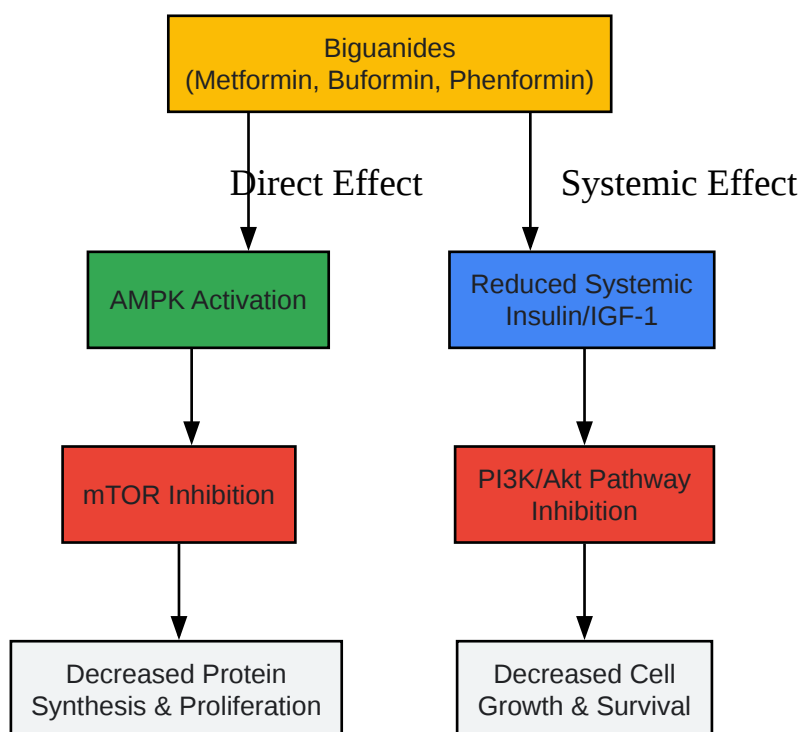 Biguanides
(Metformin, Buformin, Phenformin)
Direct Effect
Systemic Effect
AMPK Activation
Reduced Systemic
Insulin/IGF-1
mTOR Inhibition
PI3K/Akt Pathway
Inhibition
Decreased Protein
Synthesis & Proliferation
Decreased Cell
Growth & Survival